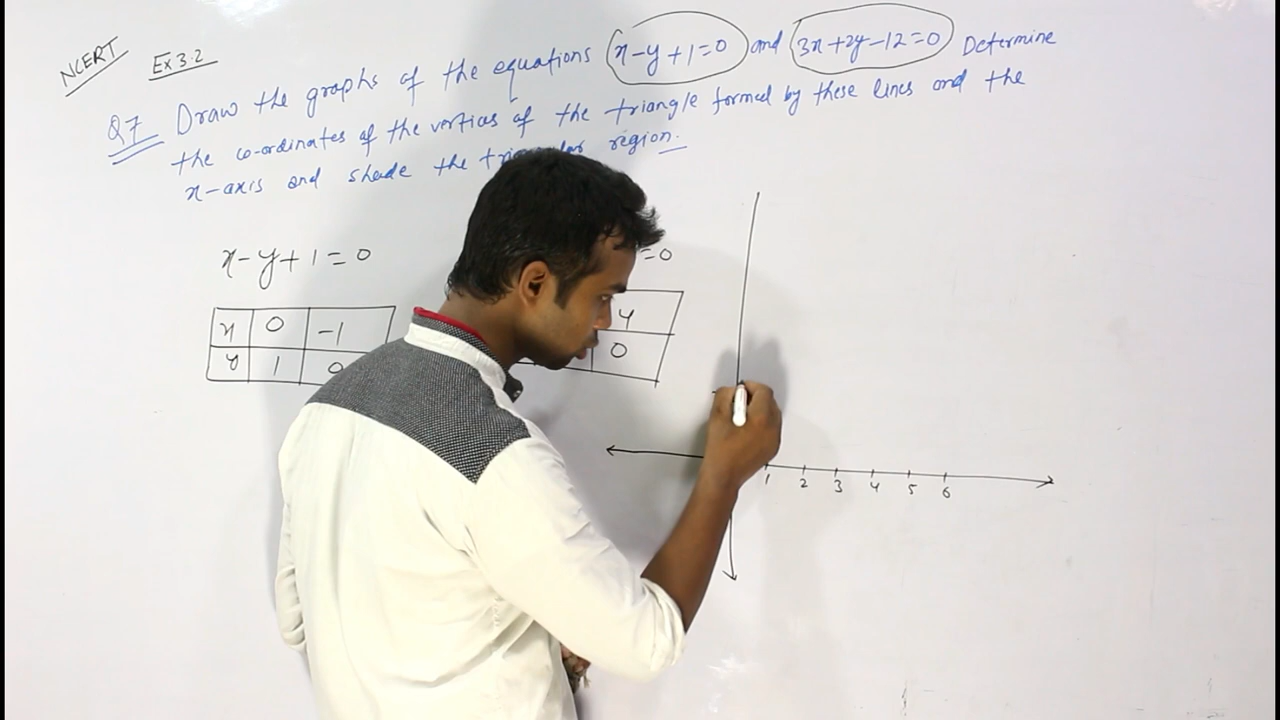 NCERT
Ex 3.2
Q7 Draw the graphs of the equations x-y+1=0 and 3x+2y-12=0 Determine
the co-ordinates of the vertices of the triangle formed by these lines and the
x-axis and shade the region.
x-y+1=0
=0
x 0 -1
y 1 0
4
0
1 2 3 4 5 6